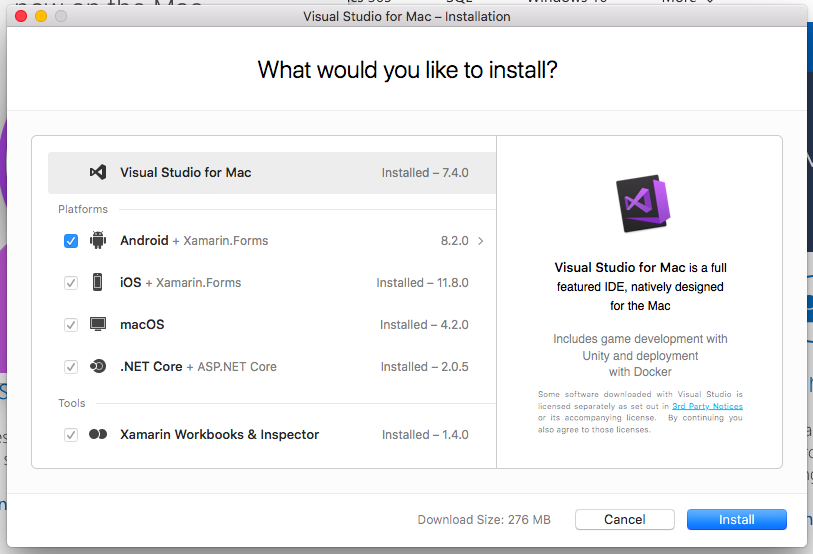 now on the Mac
ics 365 SQL Windows 10 More
Visual Studio for Mac – Installation
What would you like to install?
Visual Studio for Mac Installed – 7.4.0
Platforms
Android + Xamarin.Forms 8.2.0
iOS + Xamarin.Forms Installed – 11.8.0
macOS Installed – 4.2.0
.NET Core + ASP.NET Core Installed – 2.0.5
Tools
Xamarin Workbooks & Inspector Installed – 1.4.0
Visual Studio for Mac is a full
featured IDE, natively designed
for the Mac
Includes game development with
Unity and deployment
with Docker
Some software downloaded with Visual Studio is
licensed separately as set out in 3rd Party Notices
or its accompanying license. By continuing you
also agree to those licenses.
Download Size: 276 MB Cancel Install